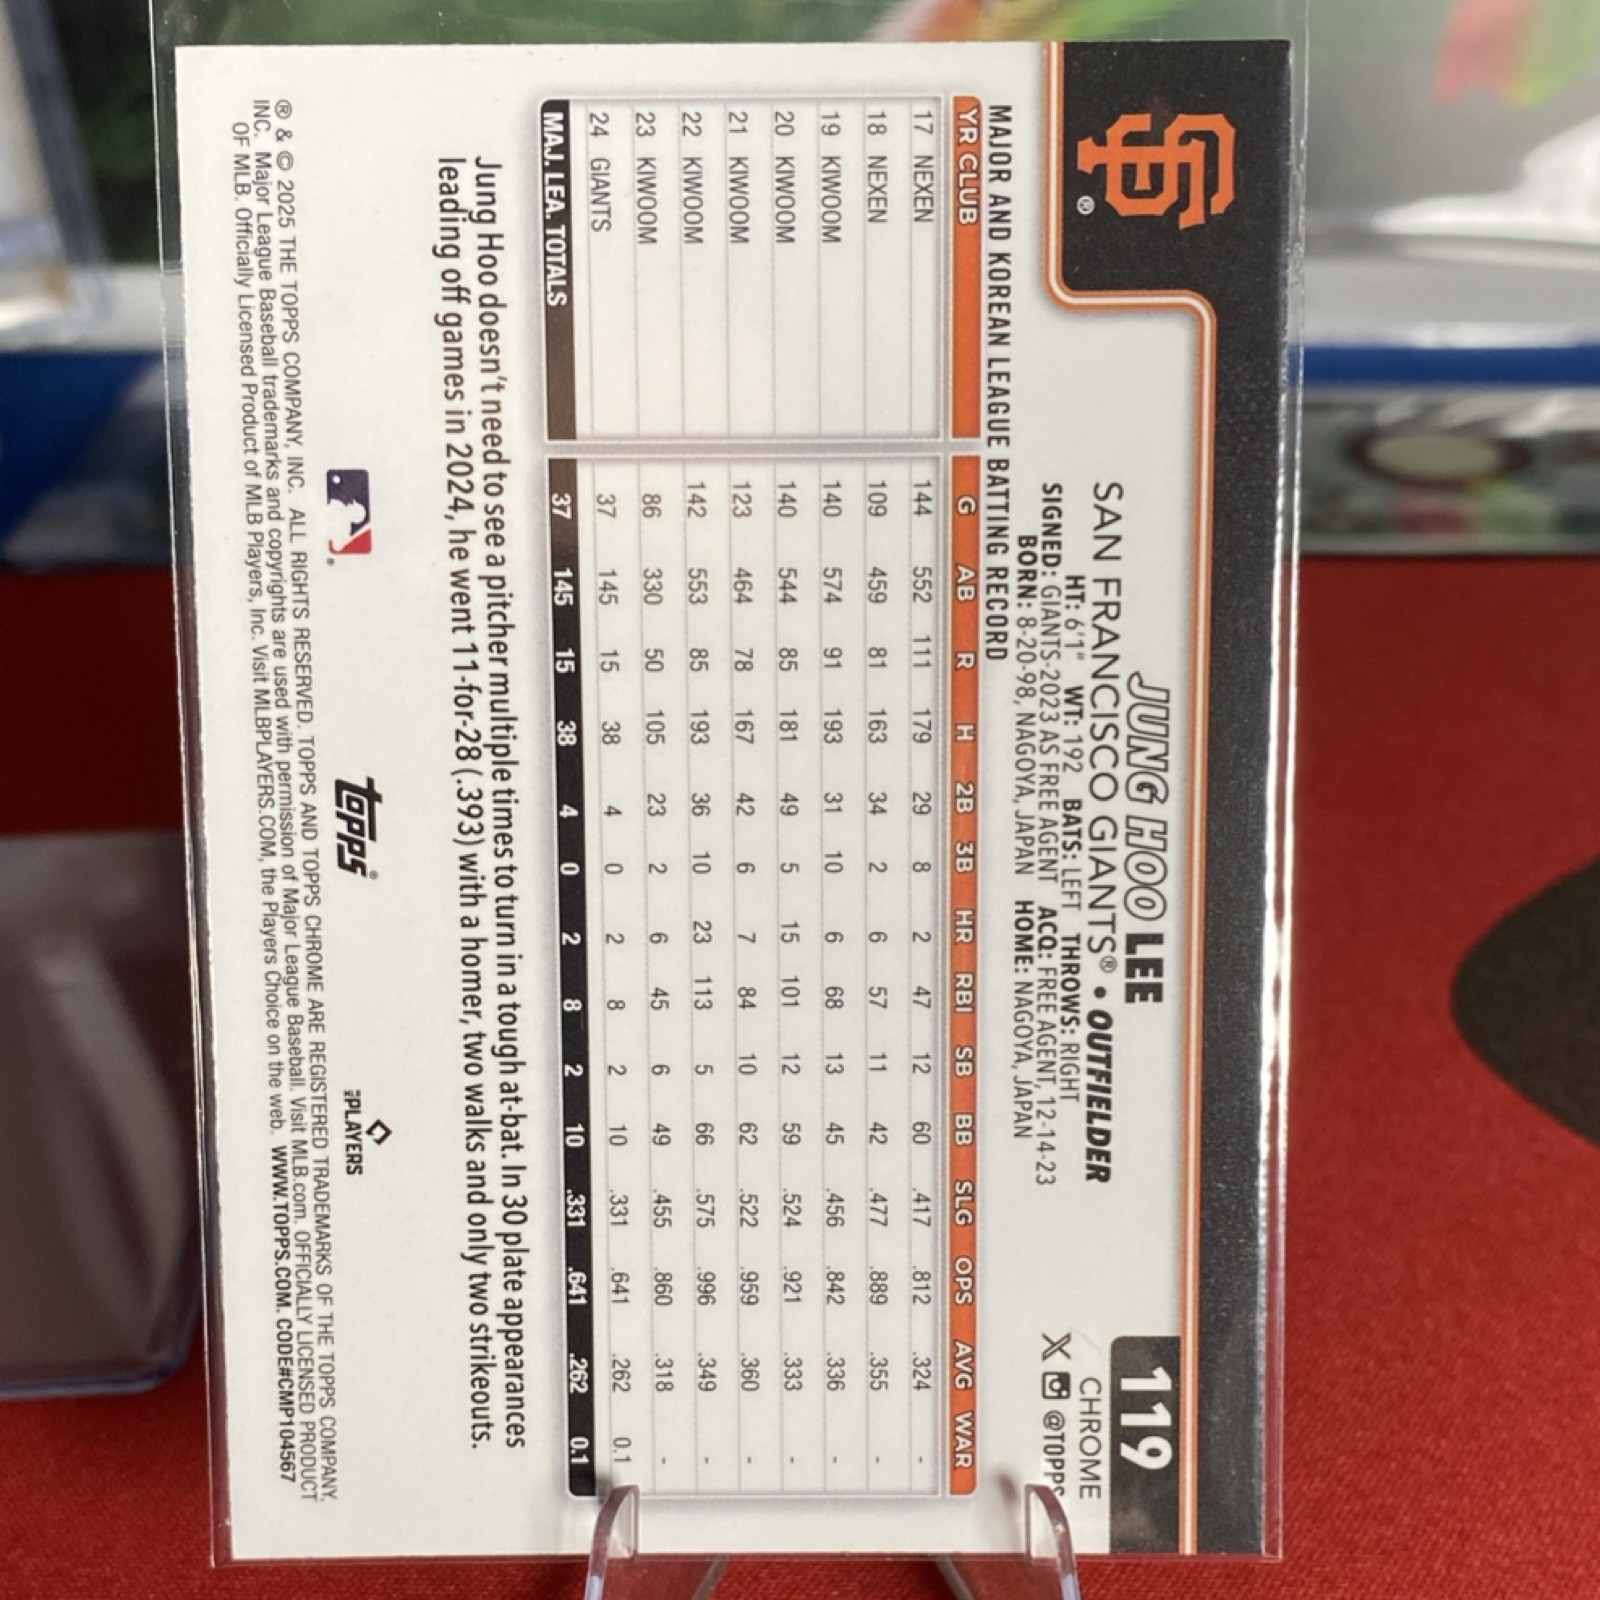 SF®
119
CHROME
@TOPPS
JUNG HOO LEE
SAN FRANCISCO GIANTS® • OUTFIELDER
HT: 6'1" WT: 192 BATS: LEFT THROWS: RIGHT
SIGNED: GIANTS-2023 AS FREE AGENT ACQ: FREE AGENT, 12-14-23
BORN: 8-20-98, NAGOYA, JAPAN HOME: NAGOYA, JAPAN
MAJOR AND KOREAN LEAGUE BATTING RECORD
YR CLUB G AB R H 2B 3B HR RBI SB BB SLG OPS AVG WAR
17 NEXEN 144 552 111 179 29 8 2 47 12 60 .417 .812 .324 -
18 NEXEN 109 459 81 163 34 2 6 57 11 42 .477 .889 .355 -
19 KIWOOM 140 574 91 193 31 10 6 68 13 45 .456 .842 .336 -
20 KIWOOM 140 544 85 181 49 5 15 101 12 59 .524 .921 .333 -
21 KIWOOM 123 464 78 167 42 6 7 84 10 62 .522 .959 .360 -
22 KIWOOM 142 553 85 193 36 10 23 113 5 66 .575 .996 .349 -
23 KIWOOM 86 330 50 105 23 2 6 45 6 49 .455 .860 .318 -
24 GIANTS 37 145 15 38 4 0 2 8 2 10 .331 .641 .262 0.1
MAJ. LEA. TOTALS 37 145 15 38 4 0 2 8 2 10 .331 .641 .262 0.1
Jung Hoo doesn't need to see a pitcher multiple times to turn in a tough at-bat. In 30 plate appearances
leading off games in 2024, he went 11-for-28 (.393) with a homer, two walks and only two strikeouts.
topps®
MLB PLAYERS
® & © 2025 THE TOPPS COMPANY, INC. ALL RIGHTS RESERVED. TOPPS AND TOPPS CHROME ARE REGISTERED TRADEMARKS OF THE TOPPS COMPANY,
INC. Major League Baseball trademarks and copyrights are used with permission of Major League Baseball. Visit MLB.com. OFFICIALLY LICENSED PRODUCT
OF MLB. Officially Licensed Product of MLB Players, Inc. Visit MLBPLAYERS.COM, the Players Choice on the web. WWW.TOPPS.COM. CODE#CMP104567